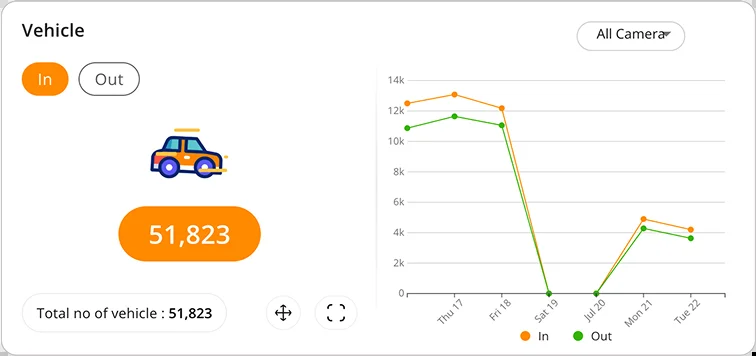 Vehicle
All Camera
In
Out
51,823
Total no of vehicle : 51,823
14k
12k
10k
8k
6k
4k
2k
0
Thu 17
Fri 18
Sat 19
Jul 20
Mon 21
Tue 22
In
Out